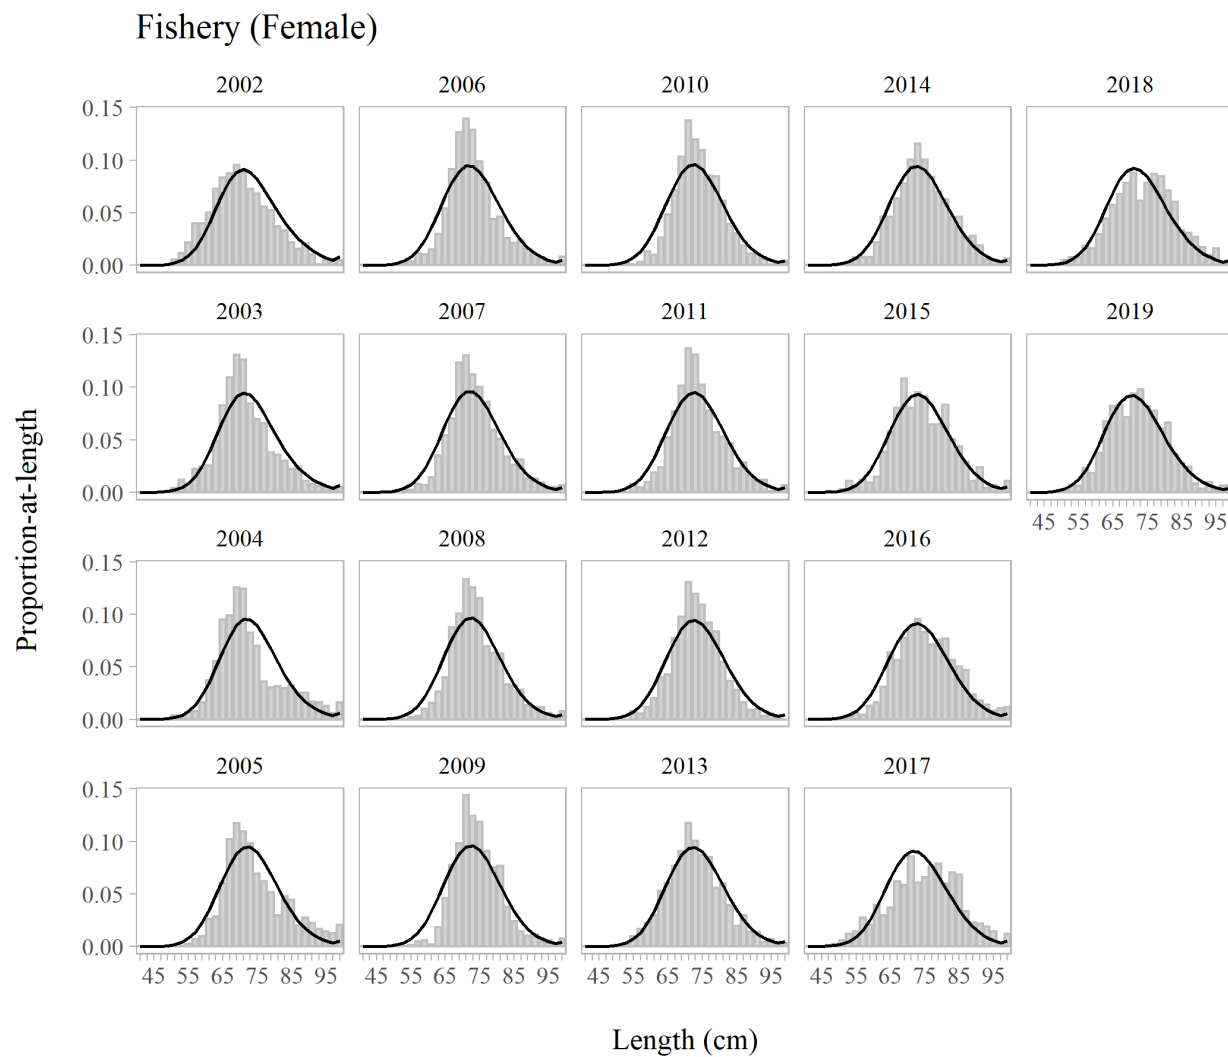 Fishery (Female)
2002 2006 2010 2014 2018
0.15
0.10
0.05
0.00
2003 2007 2011 2015 2019
0.15
0.10
0.05
0.00
45 55 65 75 85 95
2004 2008 2012 2016
0.15
0.10
0.05
0.00
2005 2009 2013 2017
0.15
0.10
0.05
0.00
45 55 65 75 85 95 45 55 65 75 85 95 45 55 65 75 85 95 45 55 65 75 85 95
Proportion-at-length
Length (cm)